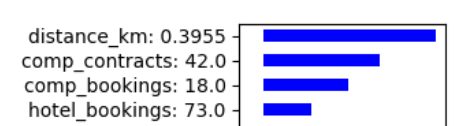 distance_km: 0.3955
comp_contracts: 42.0
comp_bookings: 18.0
hotel_bookings: 73.0